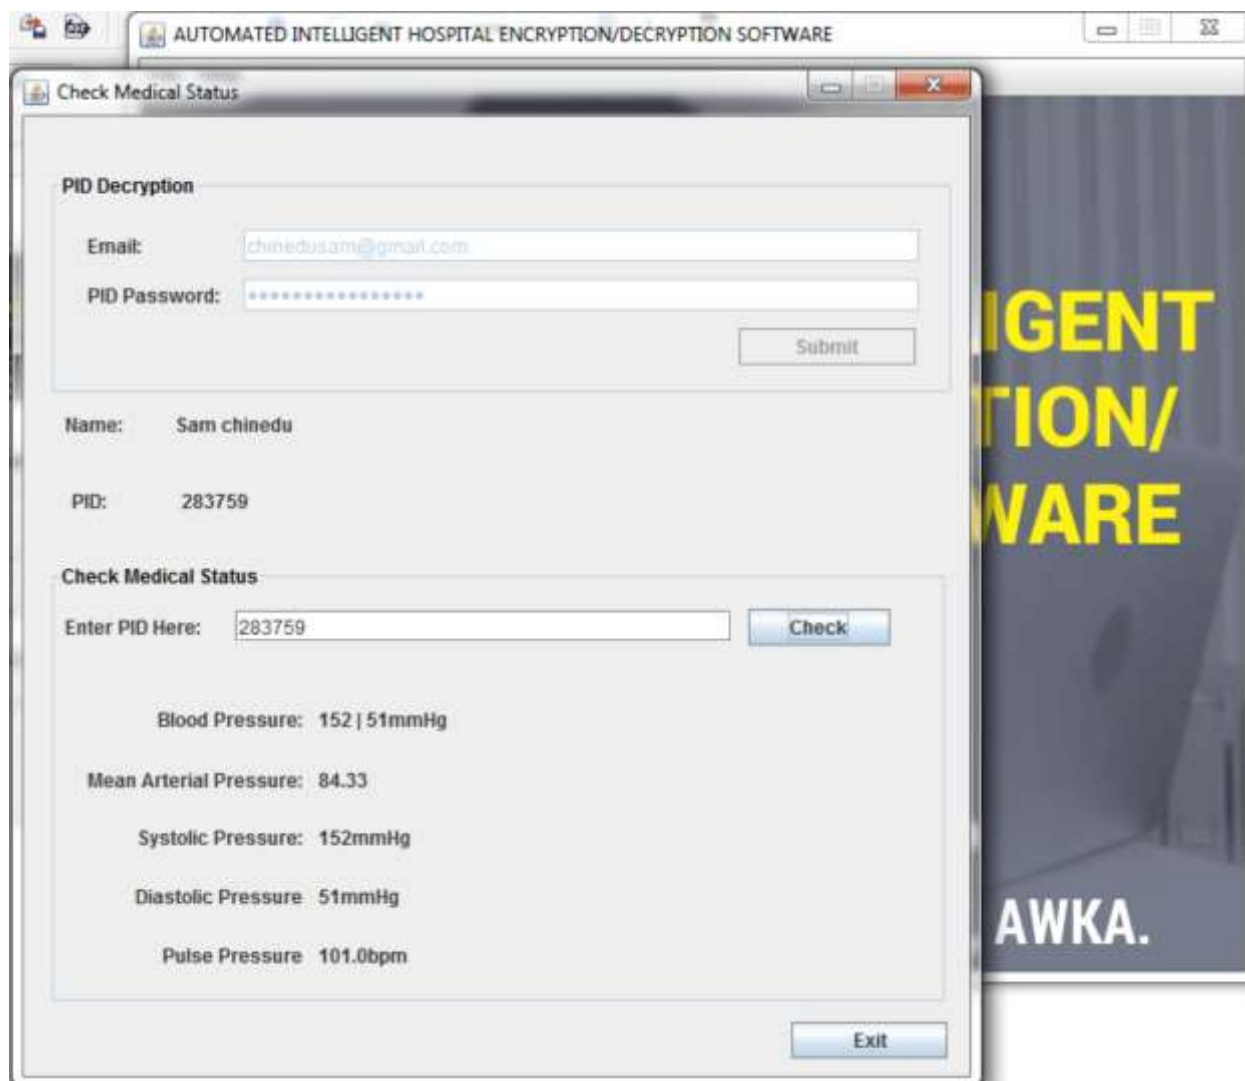 AUTOMATED INTELLIGENT HOSPITAL ENCRYPTION/DECRYPTION SOFTWARE
Check Medical Status
PID Decryption
Email: chinedusam@gmail.com
PID Password: ****************
Submit
Name: Sam chinedu
PID: 283759
Check Medical Status
Enter PID Here: 283759 Check
Blood Pressure: 152 | 51mmHg
Mean Arterial Pressure: 84.33
Systolic Pressure: 152mmHg
Diastolic Pressure 51mmHg
Pulse Pressure 101.0bpm
Exit
IGENT
TION/
WARE
AWKA.